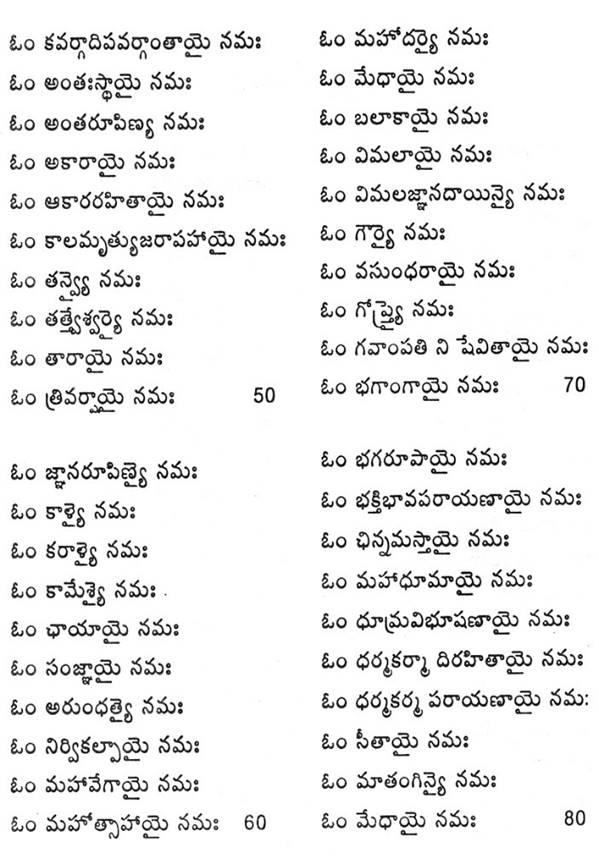 ఓం కవర్గాదిపవర్గాంతాయై నమః
ఓం అంతఃస్థాయై నమః
ఓం అంతరూపిణ్య నమః
ఓం అకారాయై నమః
ఓం ఆకారరహితాయై నమః
ఓం కాలమృత్యుజరాపహాయై నమః
ఓం తన్వ్యై నమః
ఓం తత్త్వేశ్వర్యై నమః
ఓం తారాయై నమః
ఓం త్రివర్షాయై నమః 50
ఓం జ్ఞానరూపిణ్యై నమః
ఓం కాళ్యై నమః
ఓం కరాళ్యై నమః
ఓం కామేశ్యై నమః
ఓం ఛాయాయై నమః
ఓం సంజ్ఞాయై నమః
ఓం అరుంధత్యై నమః
ఓం నిర్వికల్పాయై నమః
ఓం మహావేగాయై నమః
ఓం మహోత్సాహాయై నమః 60
ఓం మహోదర్యై నమః
ఓం మేధాయై నమః
ఓం బలాకాయై నమః
ఓం విమలాయై నమః
ఓం విమలజ్ఞానదాయిన్యై నమః
ఓం గౌర్యై నమః
ఓం వసుంధరాయై నమః
ఓం గోప్త్ర్యై నమః
ఓం గవాంపతి ని షేవితాయై నమః
ఓం భగాంగాయై నమః 70
ఓం భగరూపాయై నమః
ఓం భక్తిభావపరాయణాయై నమః
ఓం ఛిన్నమస్తాయై నమః
ఓం మహాధూమాయై నమః
ఓం ధూమ్రవిభూషణాయై నమః
ఓం ధర్మకర్మా దిరహితాయై నమః
ఓం ధర్మకర్మ పరాయణాయై నమః
ఓం సీతాయై నమః
ఓం మాతంగిన్యై నమః
ఓం మేధాయై నమః 80